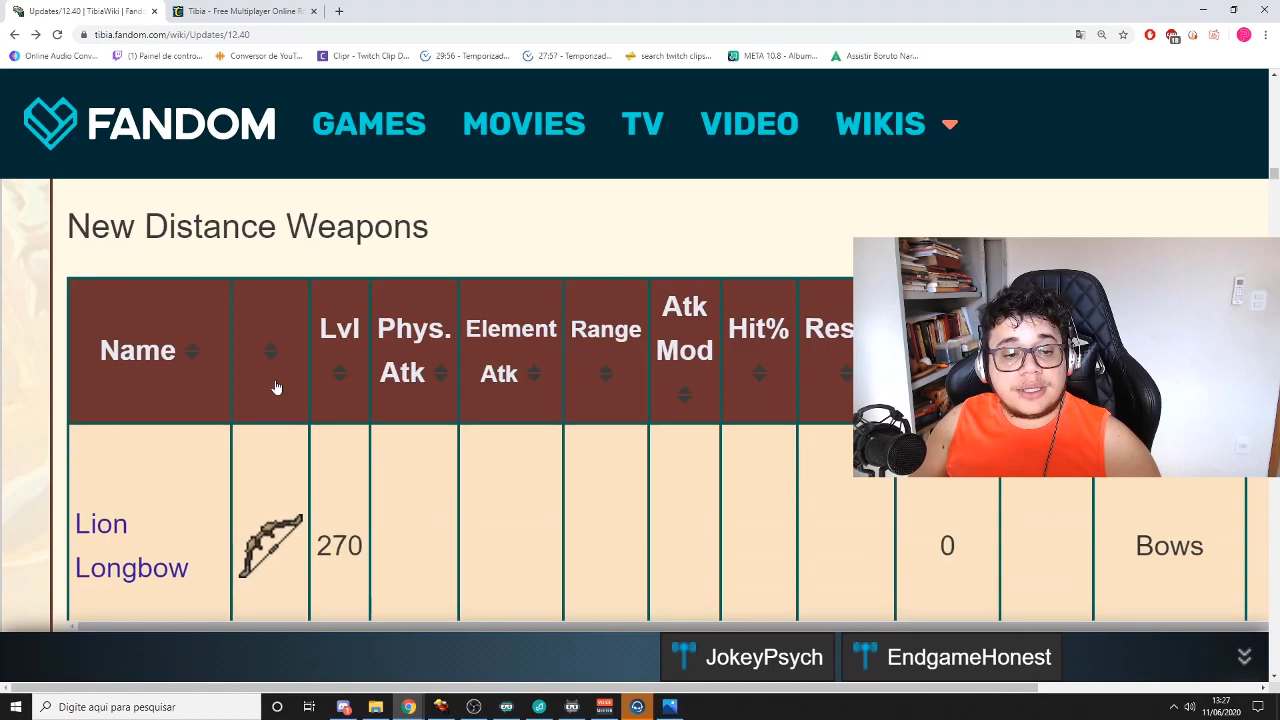 Updates/12.40 | TibiaWiki | Fando
Tibia - Free Multiplayer Online R
tibia.fandom.com/wiki/Updates/12.40
18
Online Audio Conv...
Painel de contro...
Conversor de YouT...
Clipr - Twitch Clip D...
29:56 - Temporizad...
27:57 - Temporizad...
search twitch clips...
META 10.8 - Album...
Assistir Boruto Nar...
FANDOM
GAMES
MOVIES
TV
VIDEO
WIKIS
New Distance Weapons
Name
Lvl
Phys.
Atk
Element
Atk
Range
Atk
Mod
Hit%
Res
Lion
Longbow
270
0
Bows
JokeyPsych
EndgameHonest
Digite aqui para pesquisar
13:27
11/06/2020